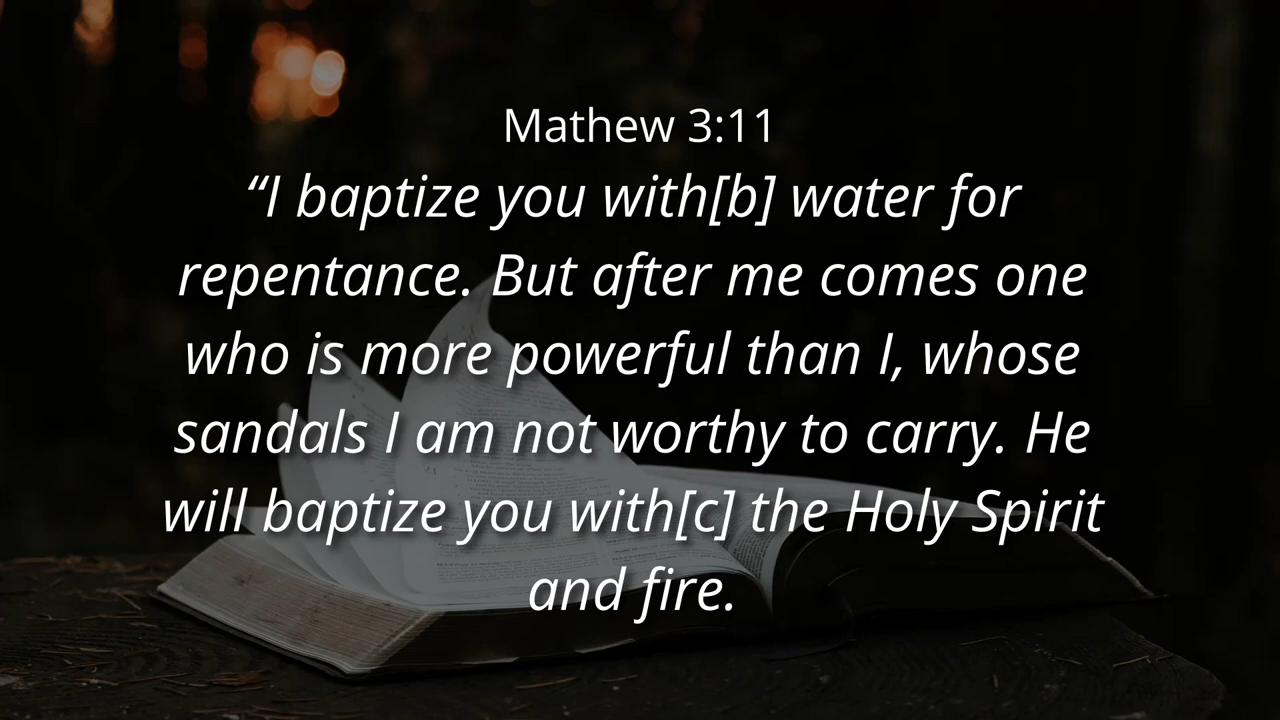 Mathew 3:11
“I baptize you with[b] water for
repentance. But after me comes one
who is more powerful than I, whose
sandals I am not worthy to carry. He
will baptize you with[c] the Holy Spirit
and fire.